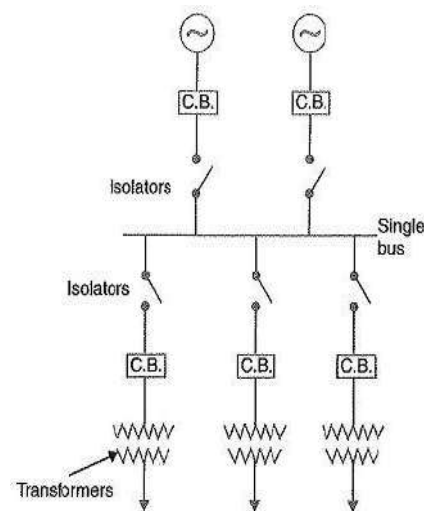 C.B. C.B.
Isolators
Single
bus
Isolators
C.B. C.B. C.B.
Transformers